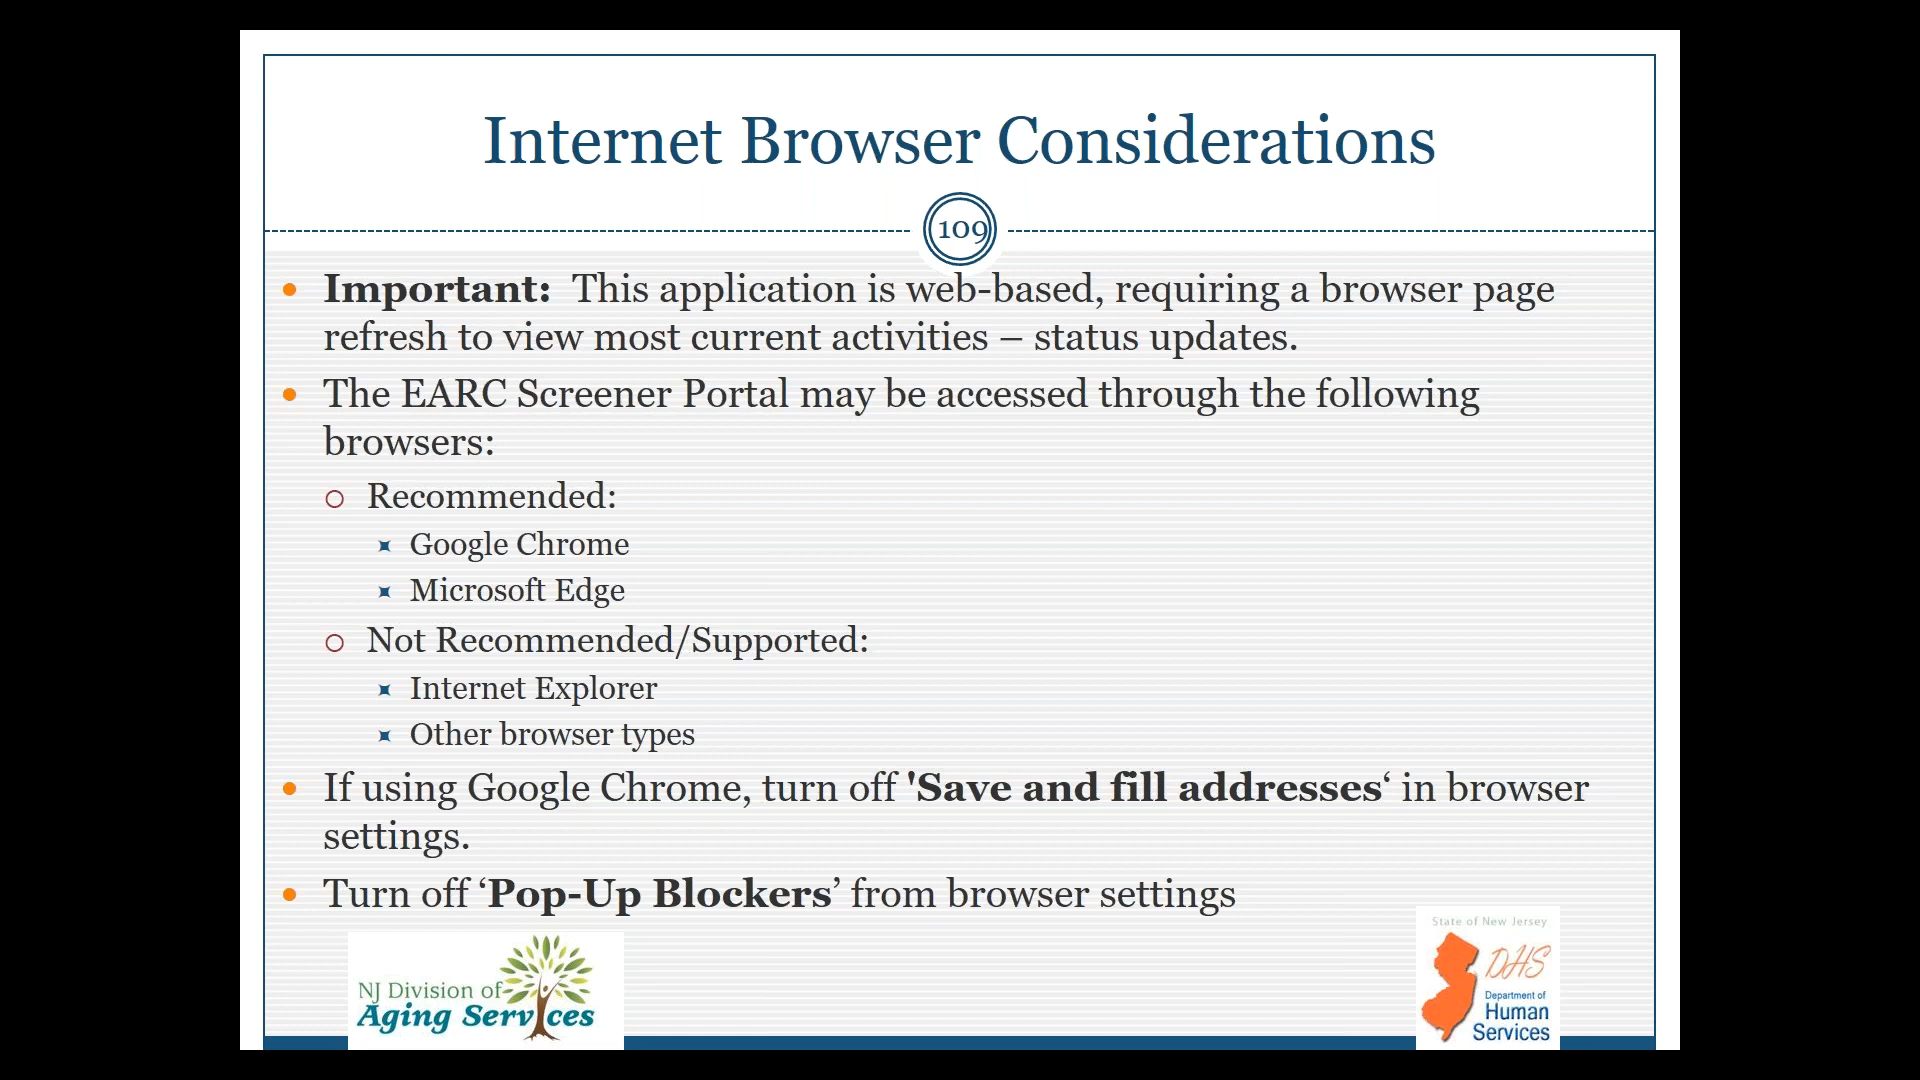 Internet Browser Considerations
109
Important:  This application is web-based, requiring a browser page
refresh to view most current activities – status updates.
The EARC Screener Portal may be accessed through the following
browsers:
Recommended:
Google Chrome
Microsoft Edge
Not Recommended/Supported:
Internet Explorer
Other browser types
If using Google Chrome, turn off 'Save and fill addresses‘ in browser
settings.
Turn off ‘Pop-Up Blockers’ from browser settings
NJ Division of
Aging Services
State of New Jersey
DHS
Department of
Human
Services